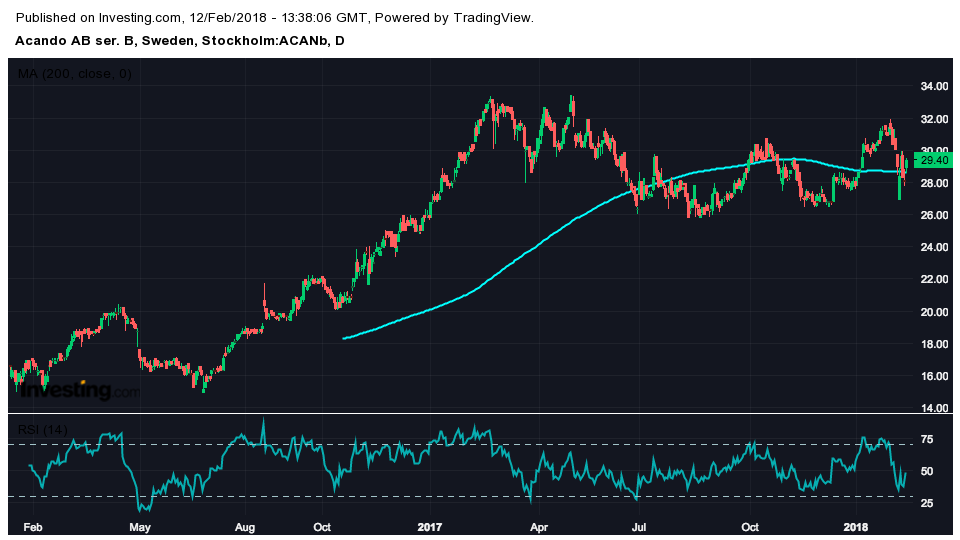 Published on Investing.com, 12/Feb/2018 - 13:38:06 GMT, Powered by TradingView.
Acando AB ser. B, Sweden, Stockholm:ACANb, D
MA (200, close, 0)
34.00
32.00
30.00
29.40
28.00
26.00
24.00
22.00
20.00
18.00
16.00
Investing.com
14.00
RSI (14)
75
50
25
Feb May Aug Oct 2017 Apr Jul Oct 2018